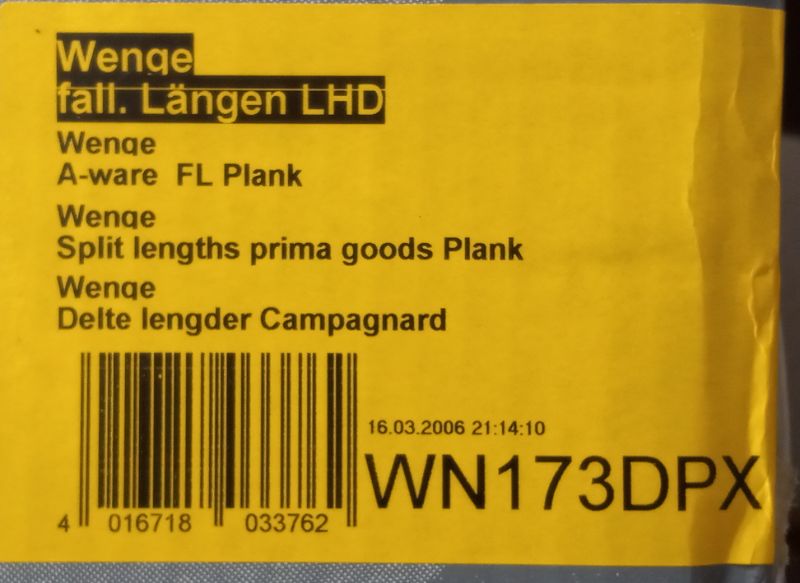 Wenge
fall. Längen LHD
Wenge
A-ware FL Plank
Wenge
Split lengths prima goods Plank
Wenge
Delte lengder Campagnard
16.03.2006 21:14:10
WN173DPX
4 016718 033762